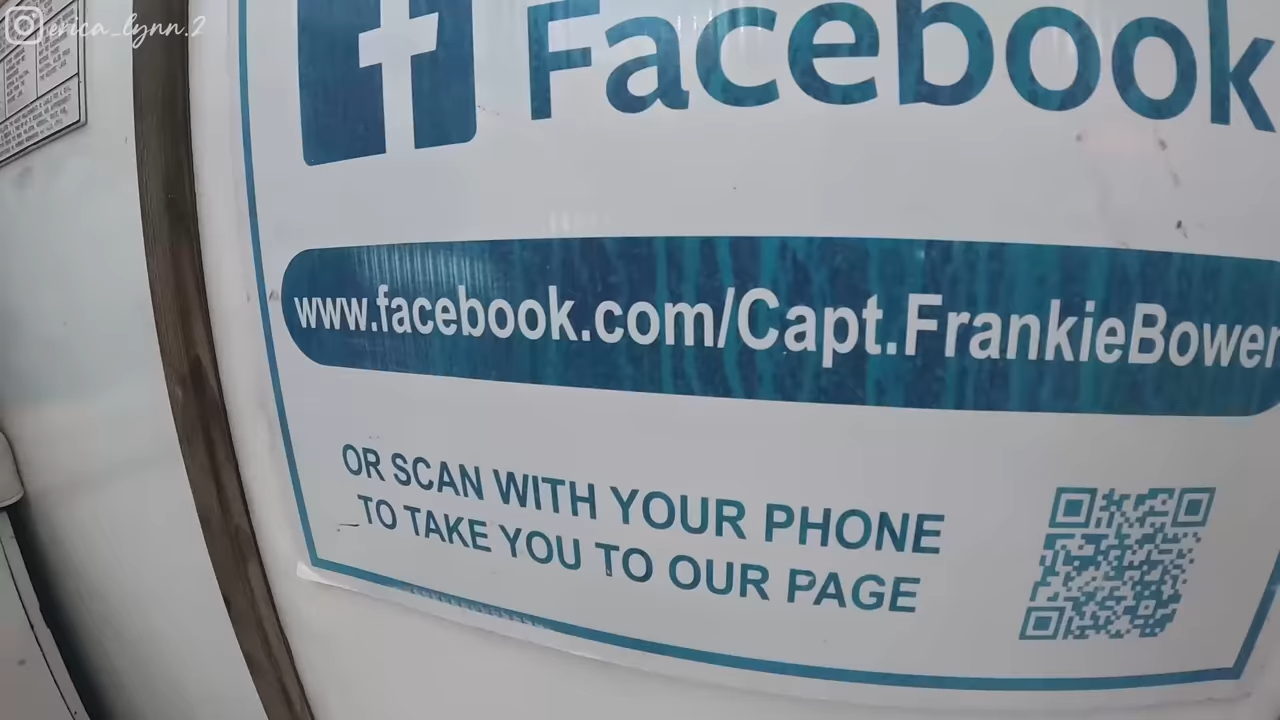 erica_lynn.2
Facebook
www.facebook.com/Capt.FrankieBower
OR SCAN WITH YOUR PHONE
TO TAKE YOU TO OUR PAGE